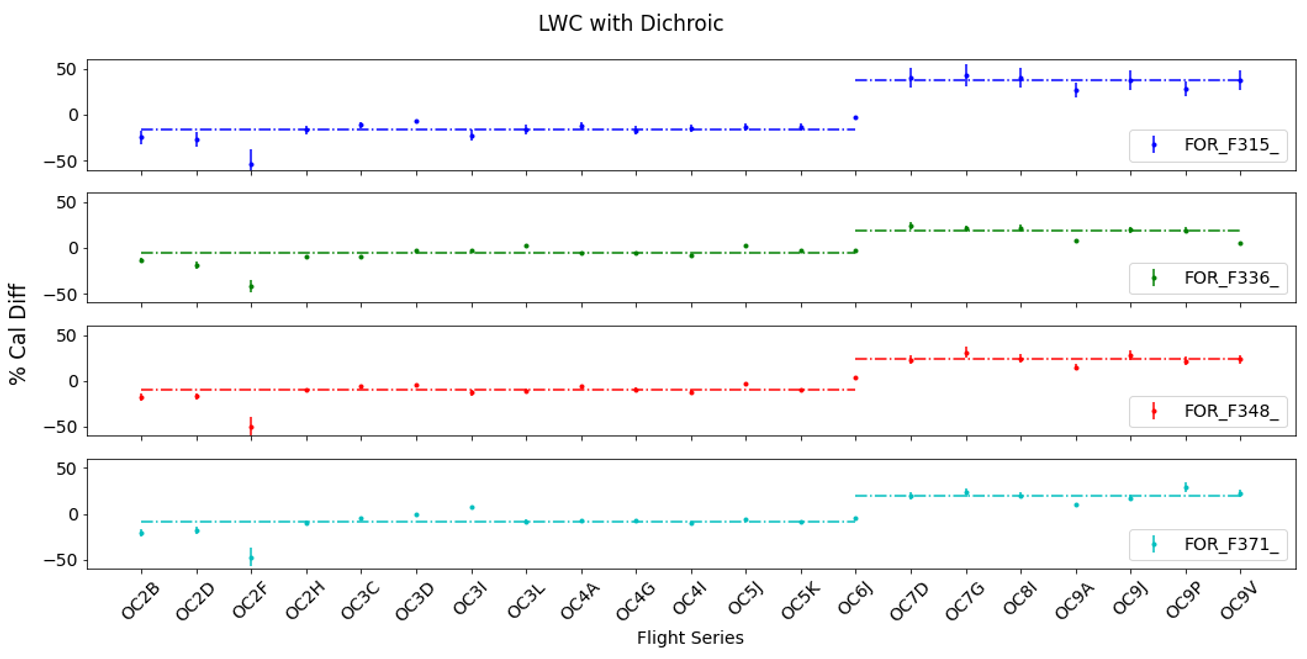 LWC with Dichroic
% Cal Diff
50
0
−50
FOR_F315_
50
0
−50
FOR_F336_
50
0
−50
FOR_F348_
50
0
−50
FOR_F371_
OC2B OC2D OC2F OC2H OC3C OC3D OC3I OC3L OC4A OC4G OC4I OC5J OC5K OC6J OC7D OC7G OC8I OC9A OC9J OC9P OC9V
Flight Series